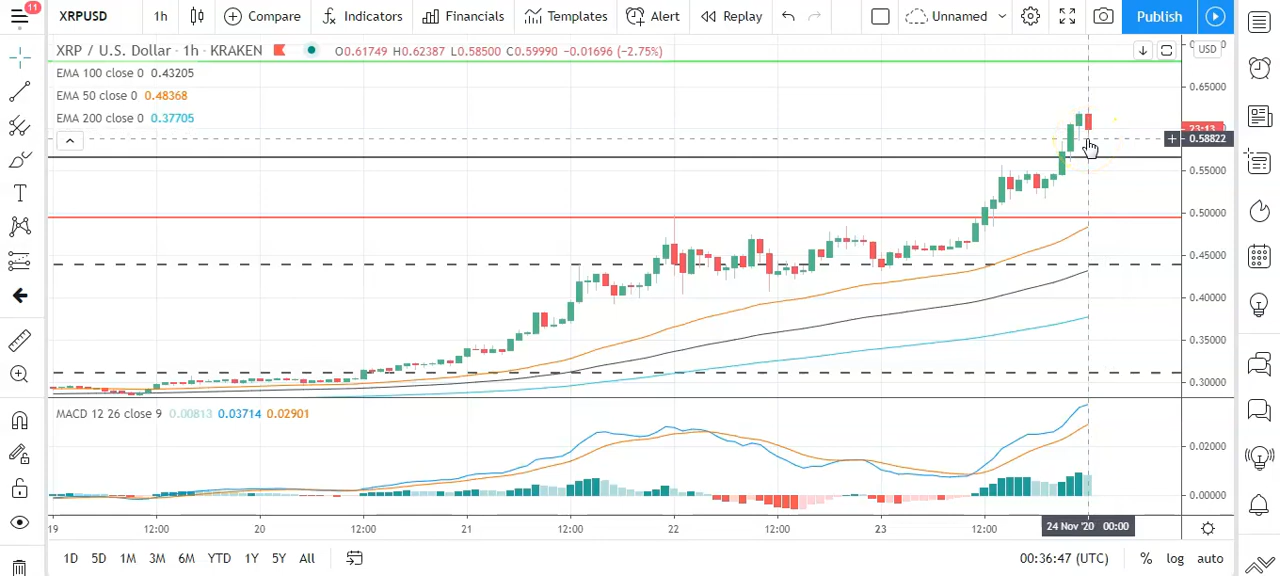 11
XRPUSD 1h Compare Indicators Financials Templates Alert Replay Unnamed Publish
XRP / U.S. Dollar · 1h · KRAKEN O0.61749 H0.62387 L0.58500 C0.59990 −0.01696 (−2.75%) USD
EMA 100 close 0 0.43205
EMA 50 close 0 0.48368
EMA 200 close 0 0.37705
0.65000
23:13
0.58822
0.55000
0.50000
0.45000
0.40000
0.35000
0.30000
MACD 12 26 close 9 0.00813 0.03714 0.02901
0.02000
0.00000
19 12:00 20 12:00 21 12:00 22 12:00 23 12:00 24 Nov '20 00:00
1D 5D 1M 3M 6M YTD 1Y 5Y All 00:36:47 (UTC) % log auto